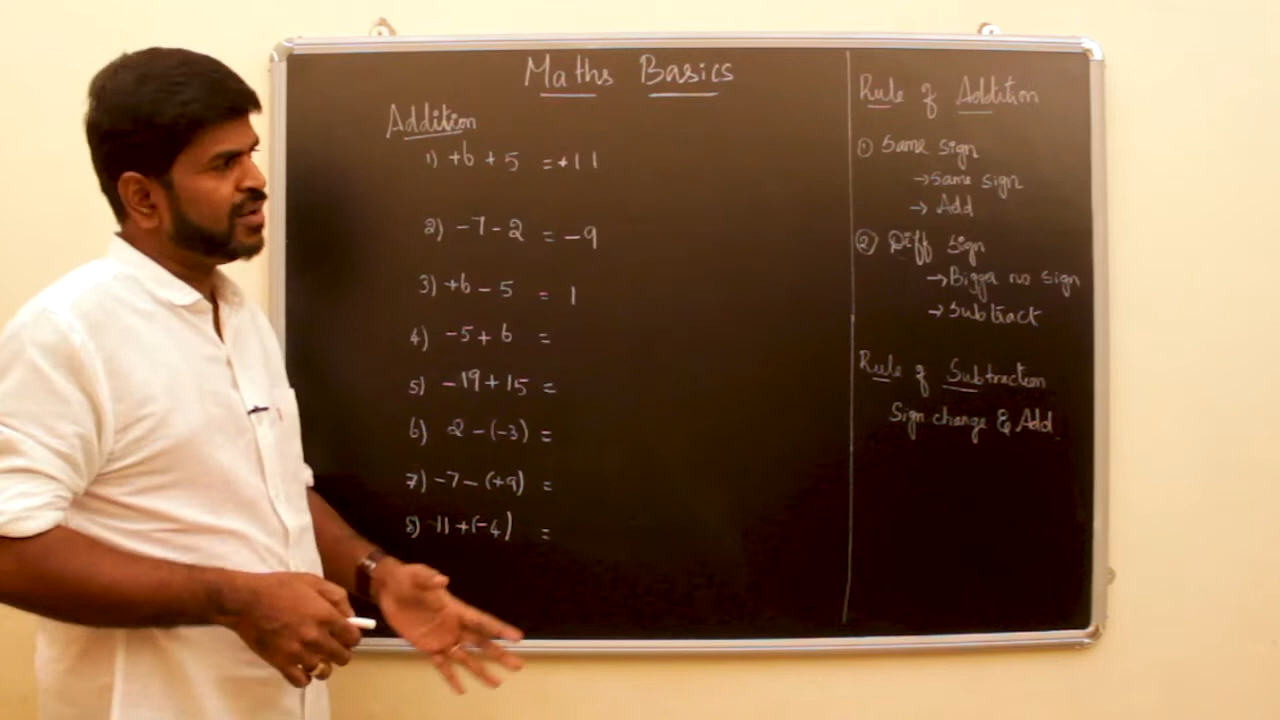 Maths Basics
Addition
1) +6 + 5 = +11
2) -7 - 2 = -9
3) +6 - 5 = 1
4) -5 + 6 =
5) -19 + 15 =
6) 2 - (-3) =
7) -7 - (+9) =
8) -11 + (-4) =
Rule of Addition
① Same sign
→ Same sign
→ Add
② Diff sign
→ Bigger no sign
→ Subtract
Rule of Subtraction
Sign change & Add